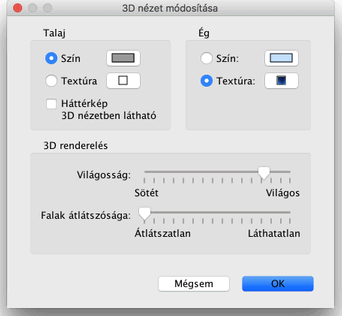 3D nézet módosítása
Talaj
Szín
Textúra
Háttérkép
3D nézetben látható
Ég
Szín:
Textúra:
3D renderelés
Világosság:
Sötét Világos
Falak átlátszósága:
Átlátszatlan Láthatatlan
Mégsem OK